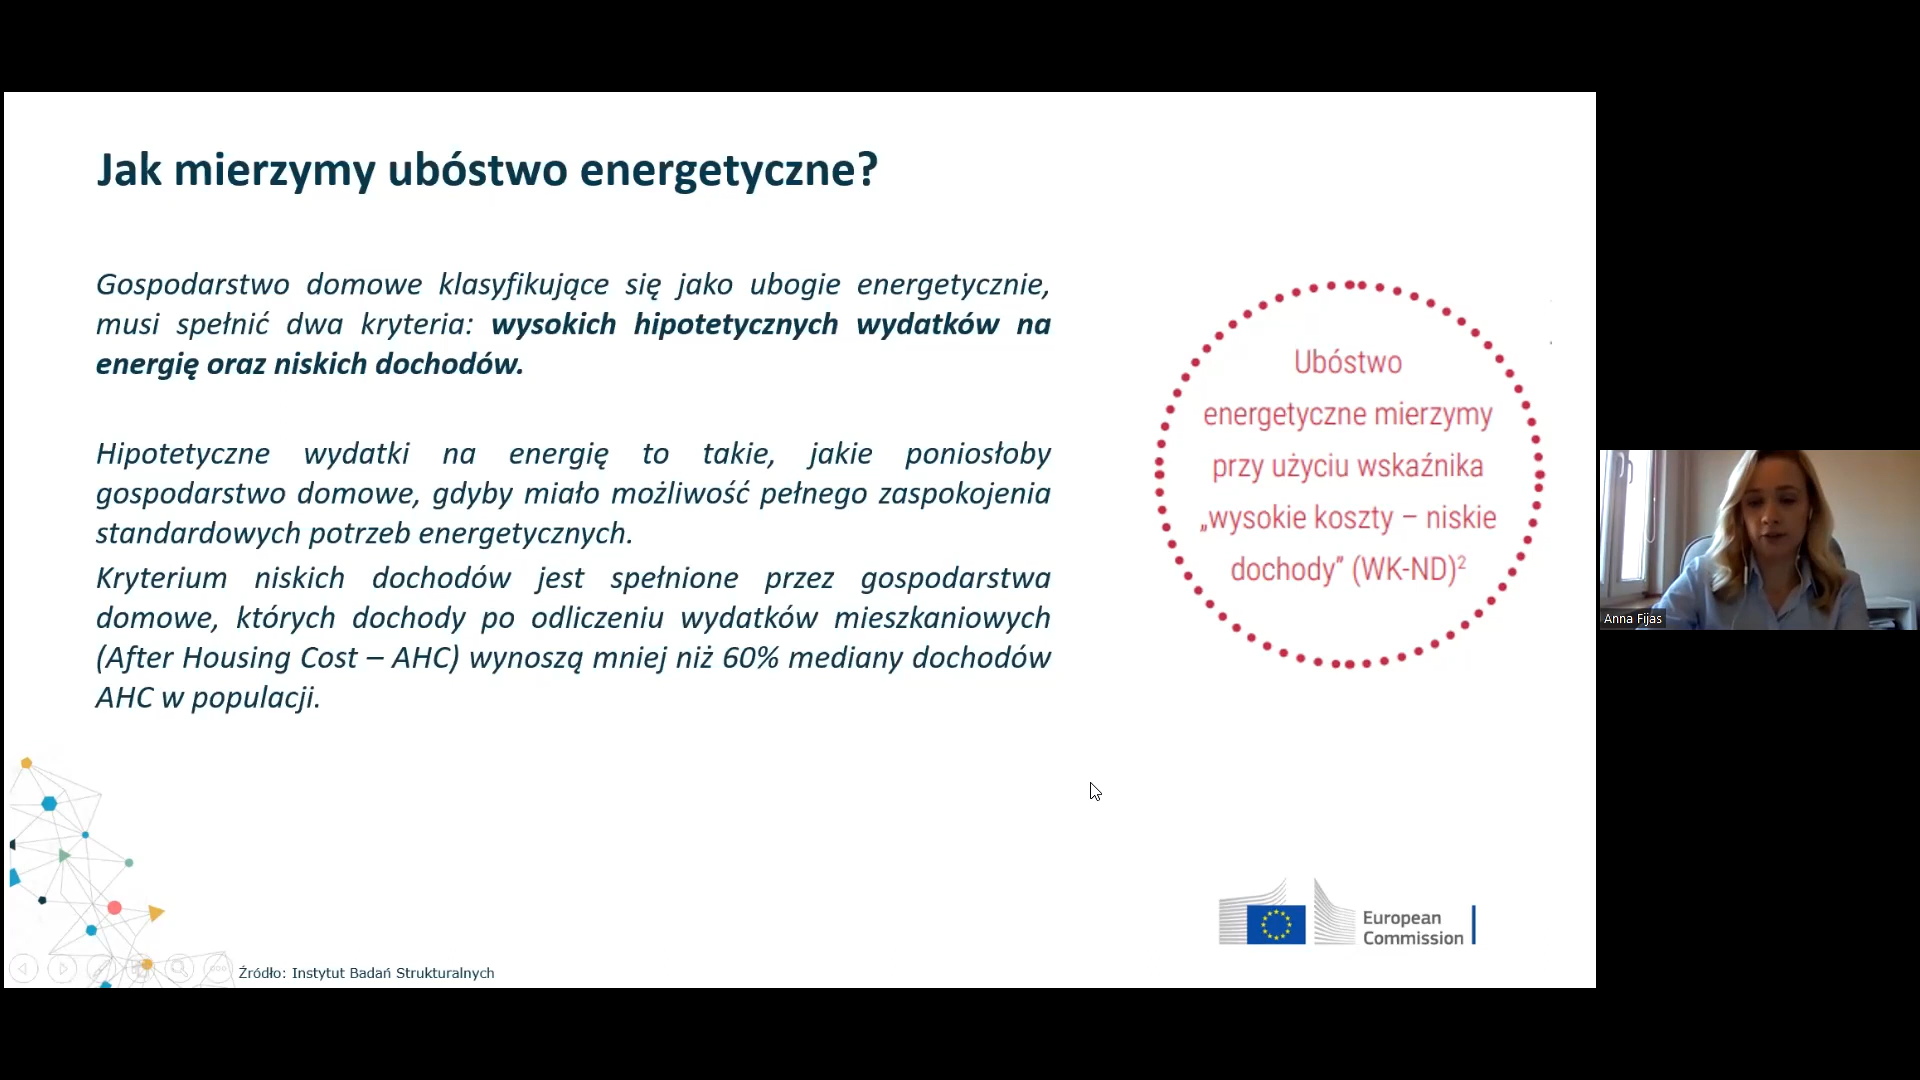 Jak mierzymy ubóstwo energetyczne?
Gospodarstwo domowe klasyfikujące się jako ubogie energetycznie,
musi spełnić dwa kryteria: wysokich hipotetycznych wydatków na
energię oraz niskich dochodów.
Hipotetyczne wydatki na energię to takie, jakie poniosłoby
gospodarstwo domowe, gdyby miało możliwość pełnego zaspokojenia
standardowych potrzeb energetycznych.
Kryterium niskich dochodów jest spełnione przez gospodarstwa
domowe, których dochody po odliczeniu wydatków mieszkaniowych
(After Housing Cost – AHC) wynoszą mniej niż 60% mediany dochodów
AHC w populacji.
Ubóstwo
energetyczne mierzymy
przy użyciu wskaźnika
„wysokie koszty – niskie
dochody” (WK-ND)²
Anna Fijas
European
Commission
Źródło: Instytut Badań Strukturalnych